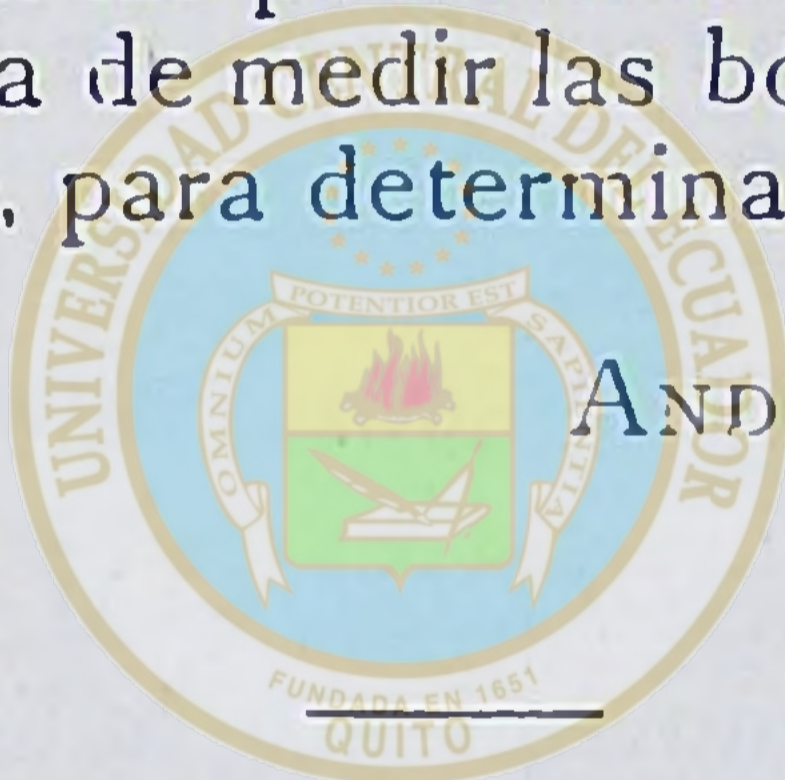 a de medir las bo
, para determina
AND
UNIVERSIDAD CENTRAL DEL ECUADOR
OMNIUM POTENTIOR EST SAPIENTIA
FUNDADA EN 1651
QUITO